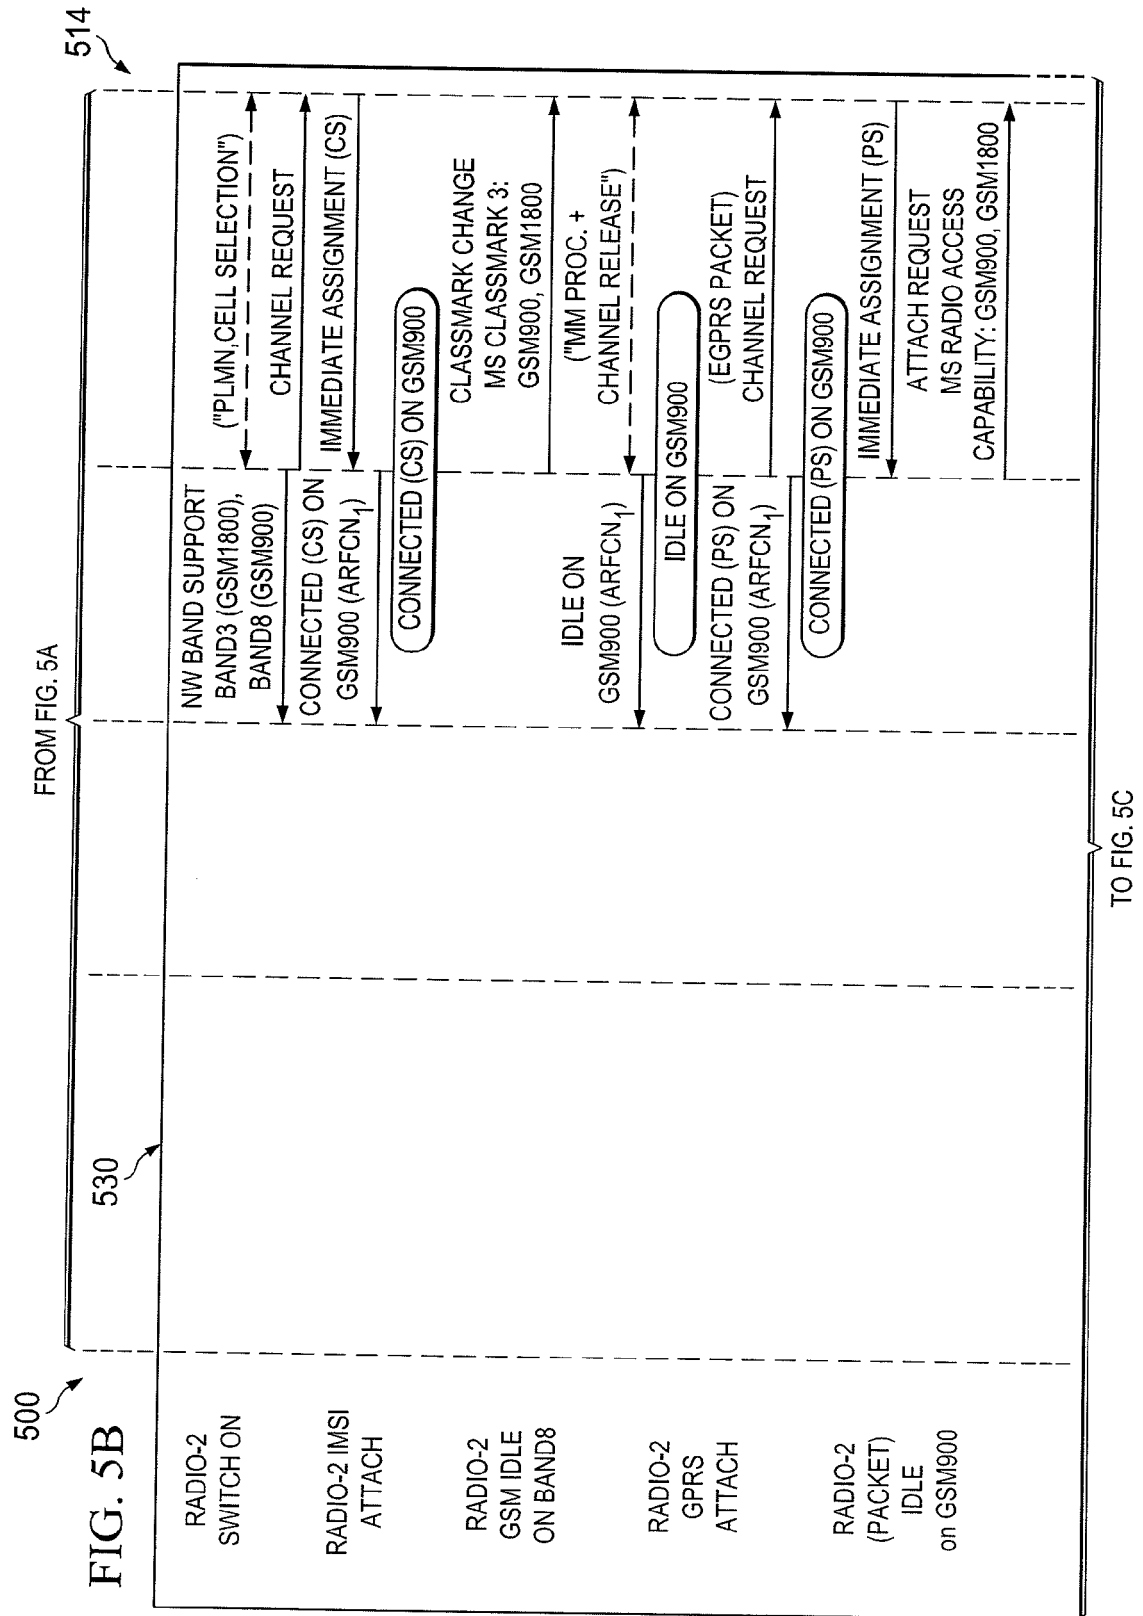 FIG. 5B
500
514
FROM FIG. 5A
530
RADIO-2
SWITCH ON
NW BAND SUPPORT
BAND3 (GSM1800),
BAND8 (GSM900)
("PLMN,CELL SELECTION")
CHANNEL REQUEST
RADIO-2 IMSI
ATTACH
CONNECTED (CS) ON
GSM900 (ARFCN1)
IMMEDIATE ASSIGNMENT (CS)
CONNECTED (CS) ON GSM900
RADIO-2
GSM IDLE
ON BAND8
CLASSMARK CHANGE
MS CLASSMARK 3:
GSM900, GSM1800
IDLE ON
GSM900 (ARFCN1)
("MM PROC. +
CHANNEL RELEASE")
RADIO-2
GPRS
ATTACH
IDLE ON GSM900
CONNECTED (PS) ON
GSM900 (ARFCN1)
(EGPRS PACKET)
CHANNEL REQUEST
CONNECTED (PS) ON GSM900
RADIO-2
(PACKET)
IDLE
on GSM900
IMMEDIATE ASSIGNMENT (PS)
ATTACH REQUEST
MS RADIO ACCESS
CAPABILITY: GSM900, GSM1800
TO FIG. 5C